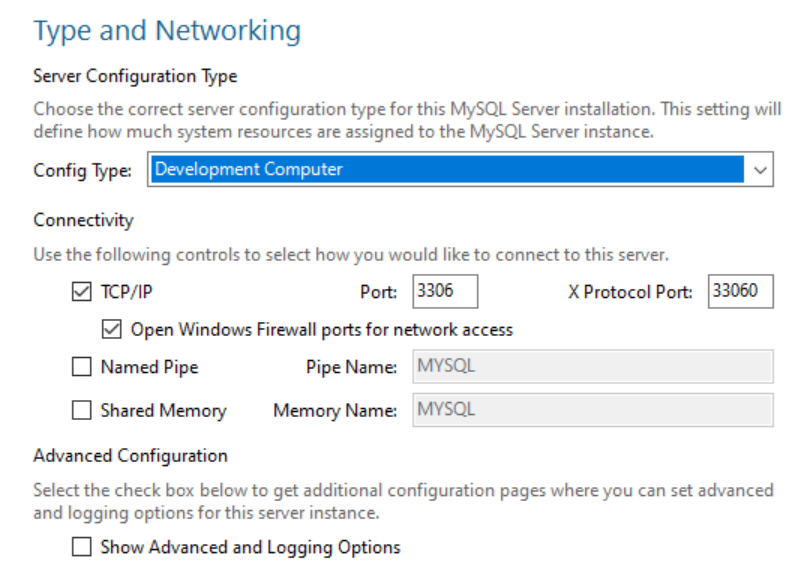 Type and Networking
Server Configuration Type
Choose the correct server configuration type for this MySQL Server installation. This setting will
define how much system resources are assigned to the MySQL Server instance.
Config Type: Development Computer
Connectivity
Use the following controls to select how you would like to connect to this server.
TCP/IP Port: 3306 X Protocol Port: 33060
Open Windows Firewall ports for network access
Named Pipe Pipe Name: MYSQL
Shared Memory Memory Name: MYSQL
Advanced Configuration
Select the check box below to get additional configuration pages where you can set advanced
and logging options for this server instance.
Show Advanced and Logging Options